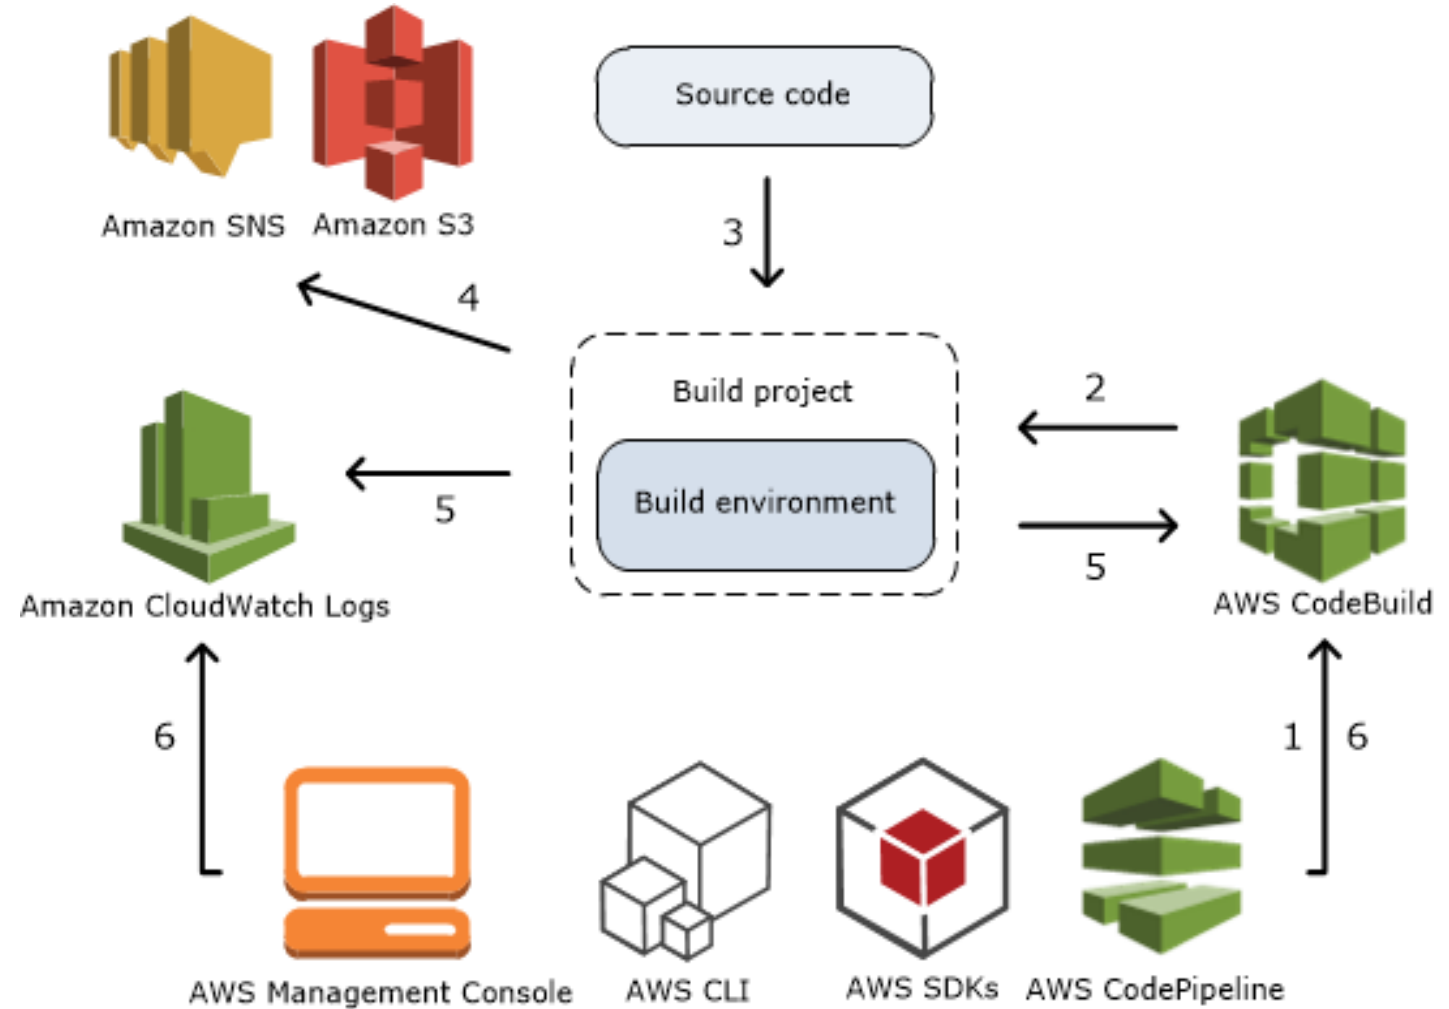 Source code
Amazon SNS
Amazon S3
3
4
Build project
2
Build environment
5
5
Amazon CloudWatch Logs
AWS CodeBuild
6
1
6
AWS Management Console
AWS CLI
AWS SDKs
AWS CodePipeline